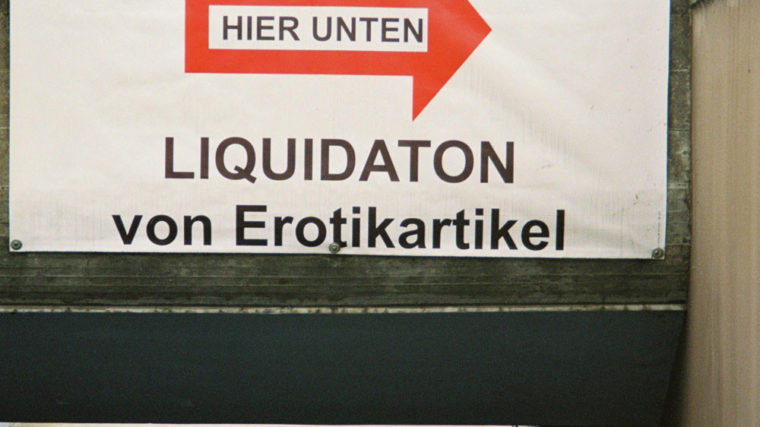 HIER UNTEN
LIQUIDATON
von Erotikartikel